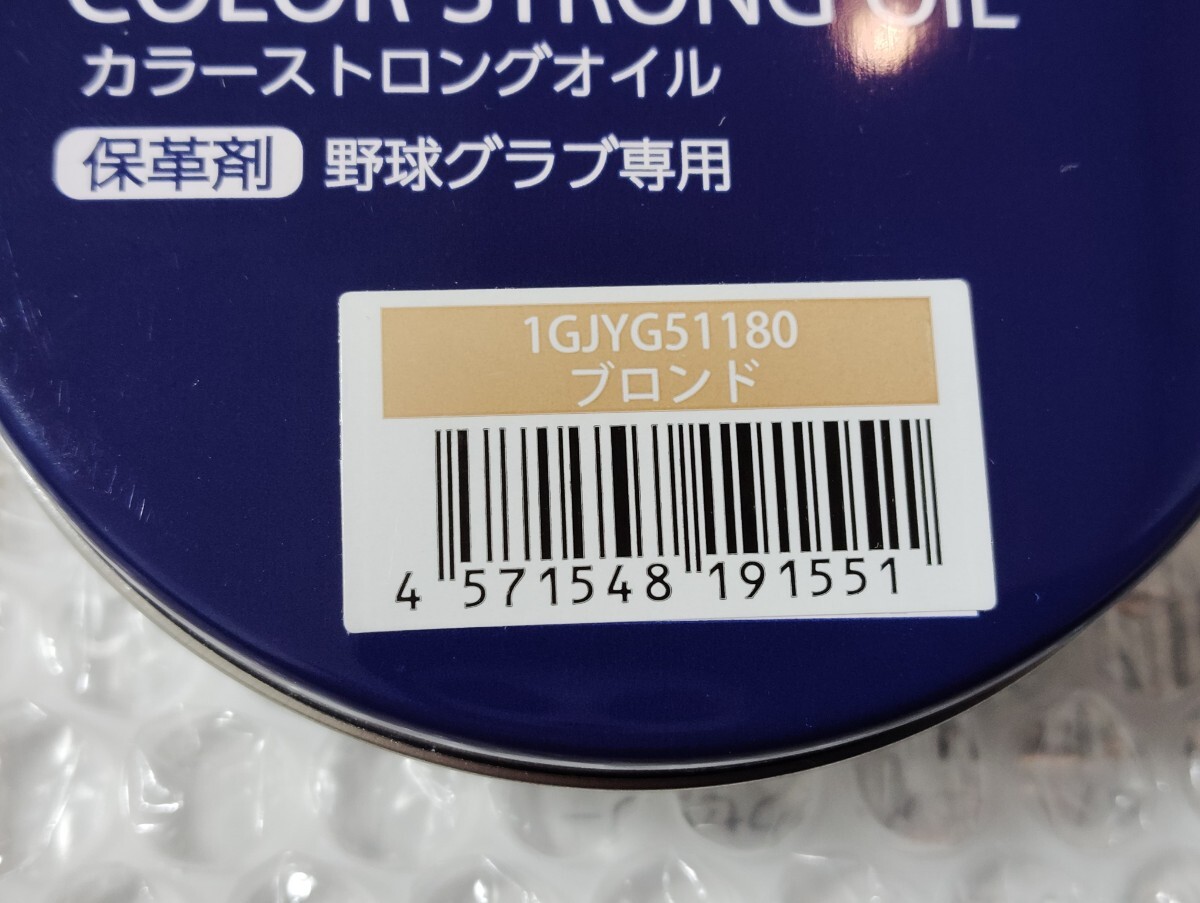 COLOR STRONG OIL
カラーストロングオイル
保革剤 野球グラブ専用
1GJYG51180
ブロンド
4 571548 191551